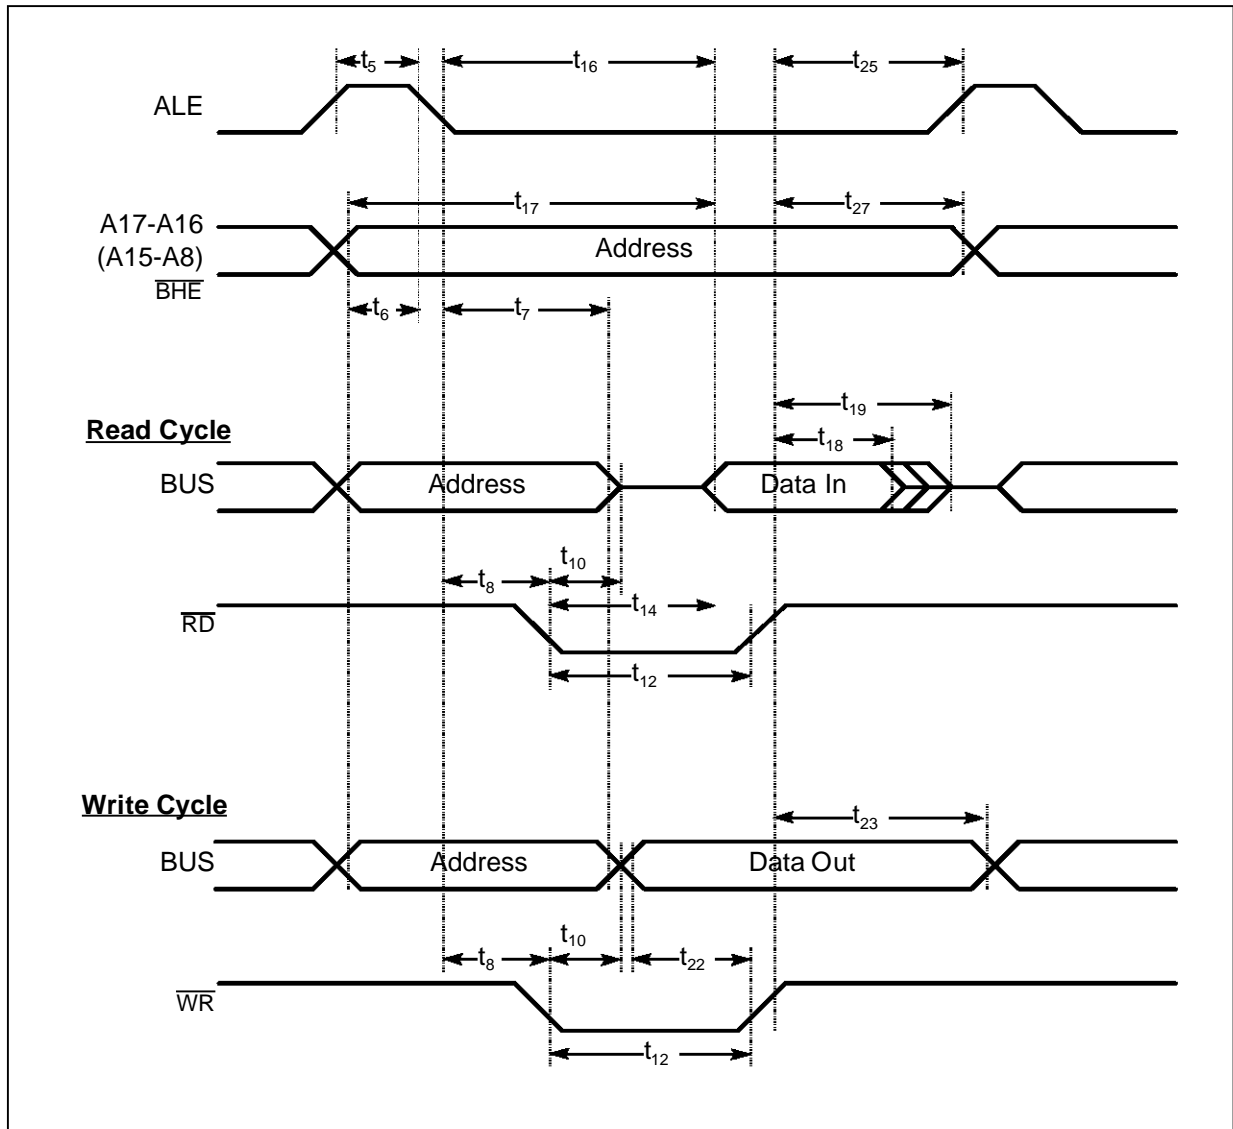 t5 t16 t25
ALE
t17 t27
A17-A16
(A15-A8)
BHE
Address
t6 t7
t19
Read Cycle
t18
BUS Address Data In
t10
t8
t14
RD
t12
Write Cycle
t23
BUS Address Data Out
t10
t8 t22
WR
t12